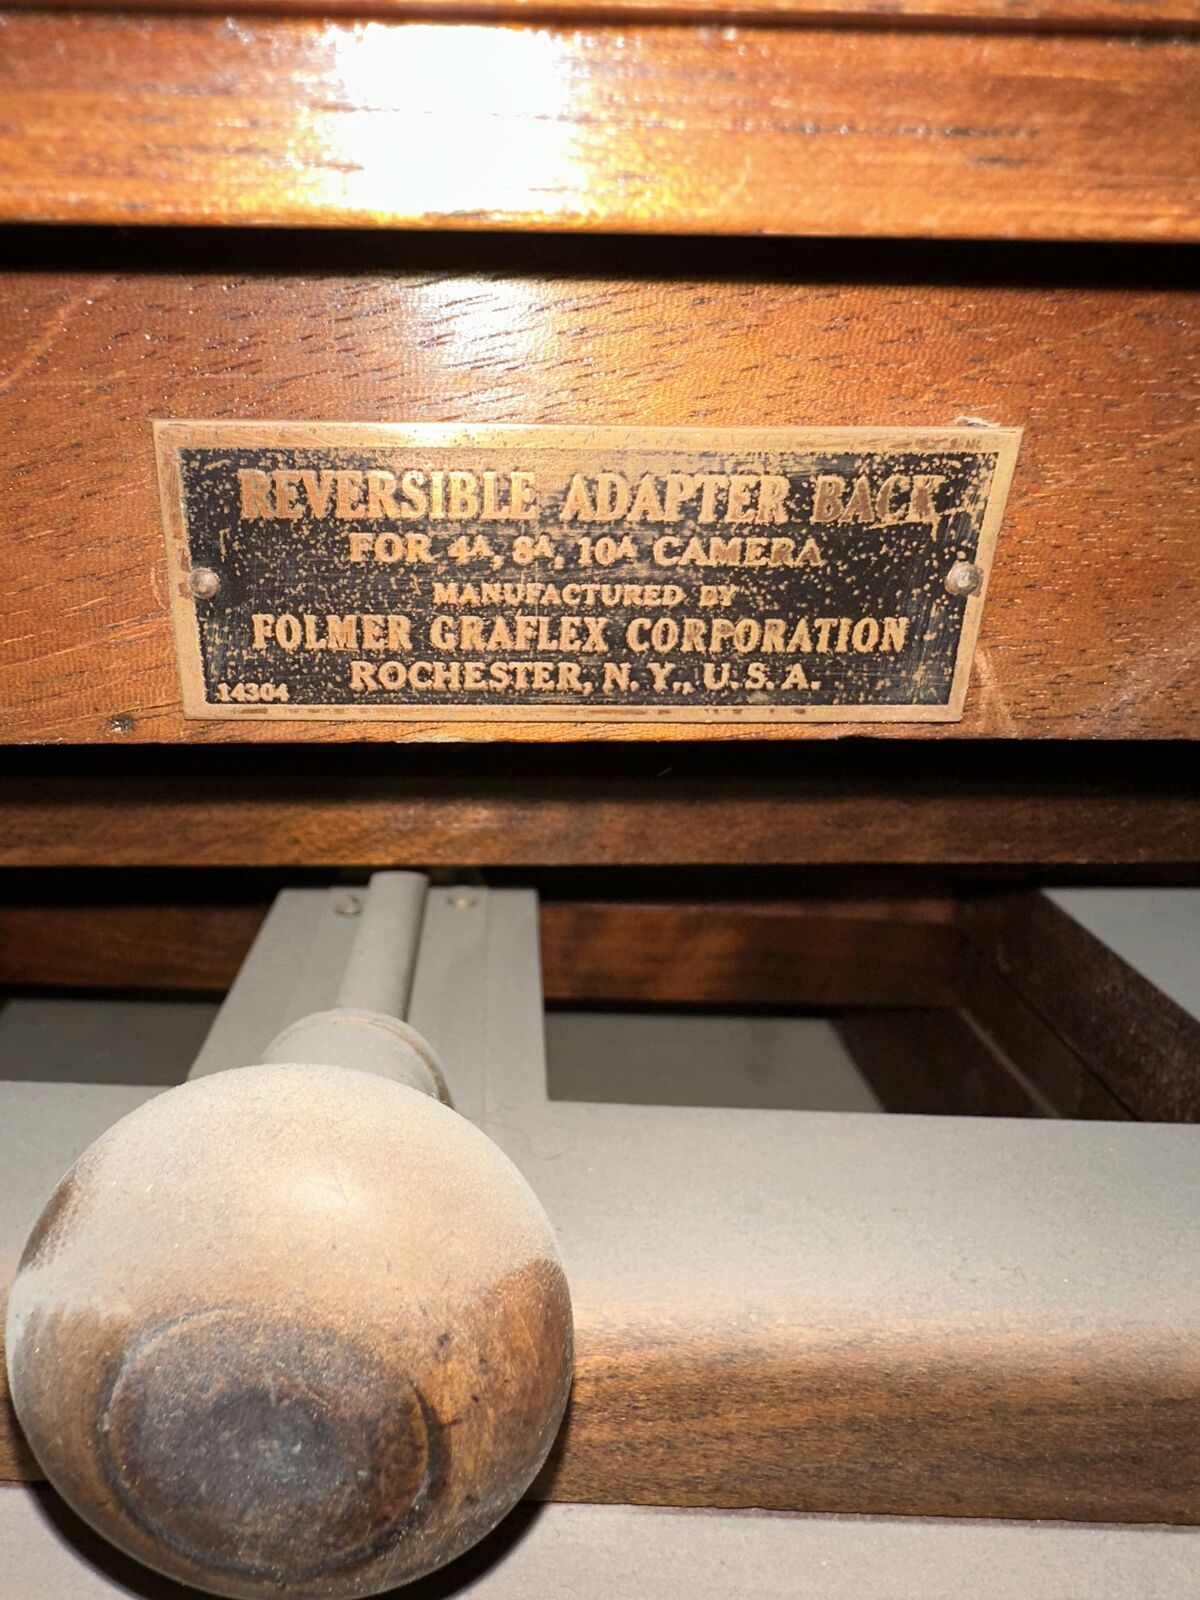 REVERSIBLE ADAPTER BACK
FOR 4A, 8A, 10A CAMERA
MANUFACTURED BY
FOLMER GRAFLEX CORPORATION
ROCHESTER, N. Y., U. S. A.
14304